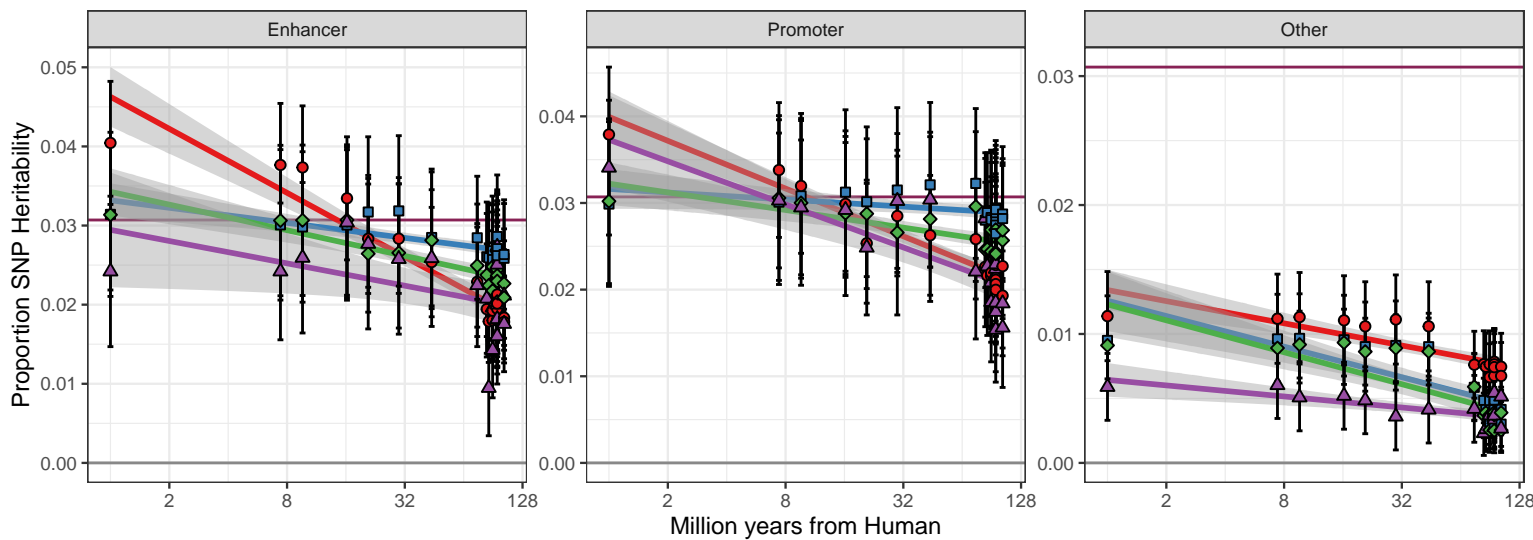 Enhancer
Promoter
Other
Proportion SNP Heritability
0.05
0.04
0.03
0.02
0.01
0.00
0.04
0.03
0.02
0.01
0.00
0.03
0.02
0.01
0.00
2 8 32 128
2 8 32 128
2 8 32 128
Million years from Human